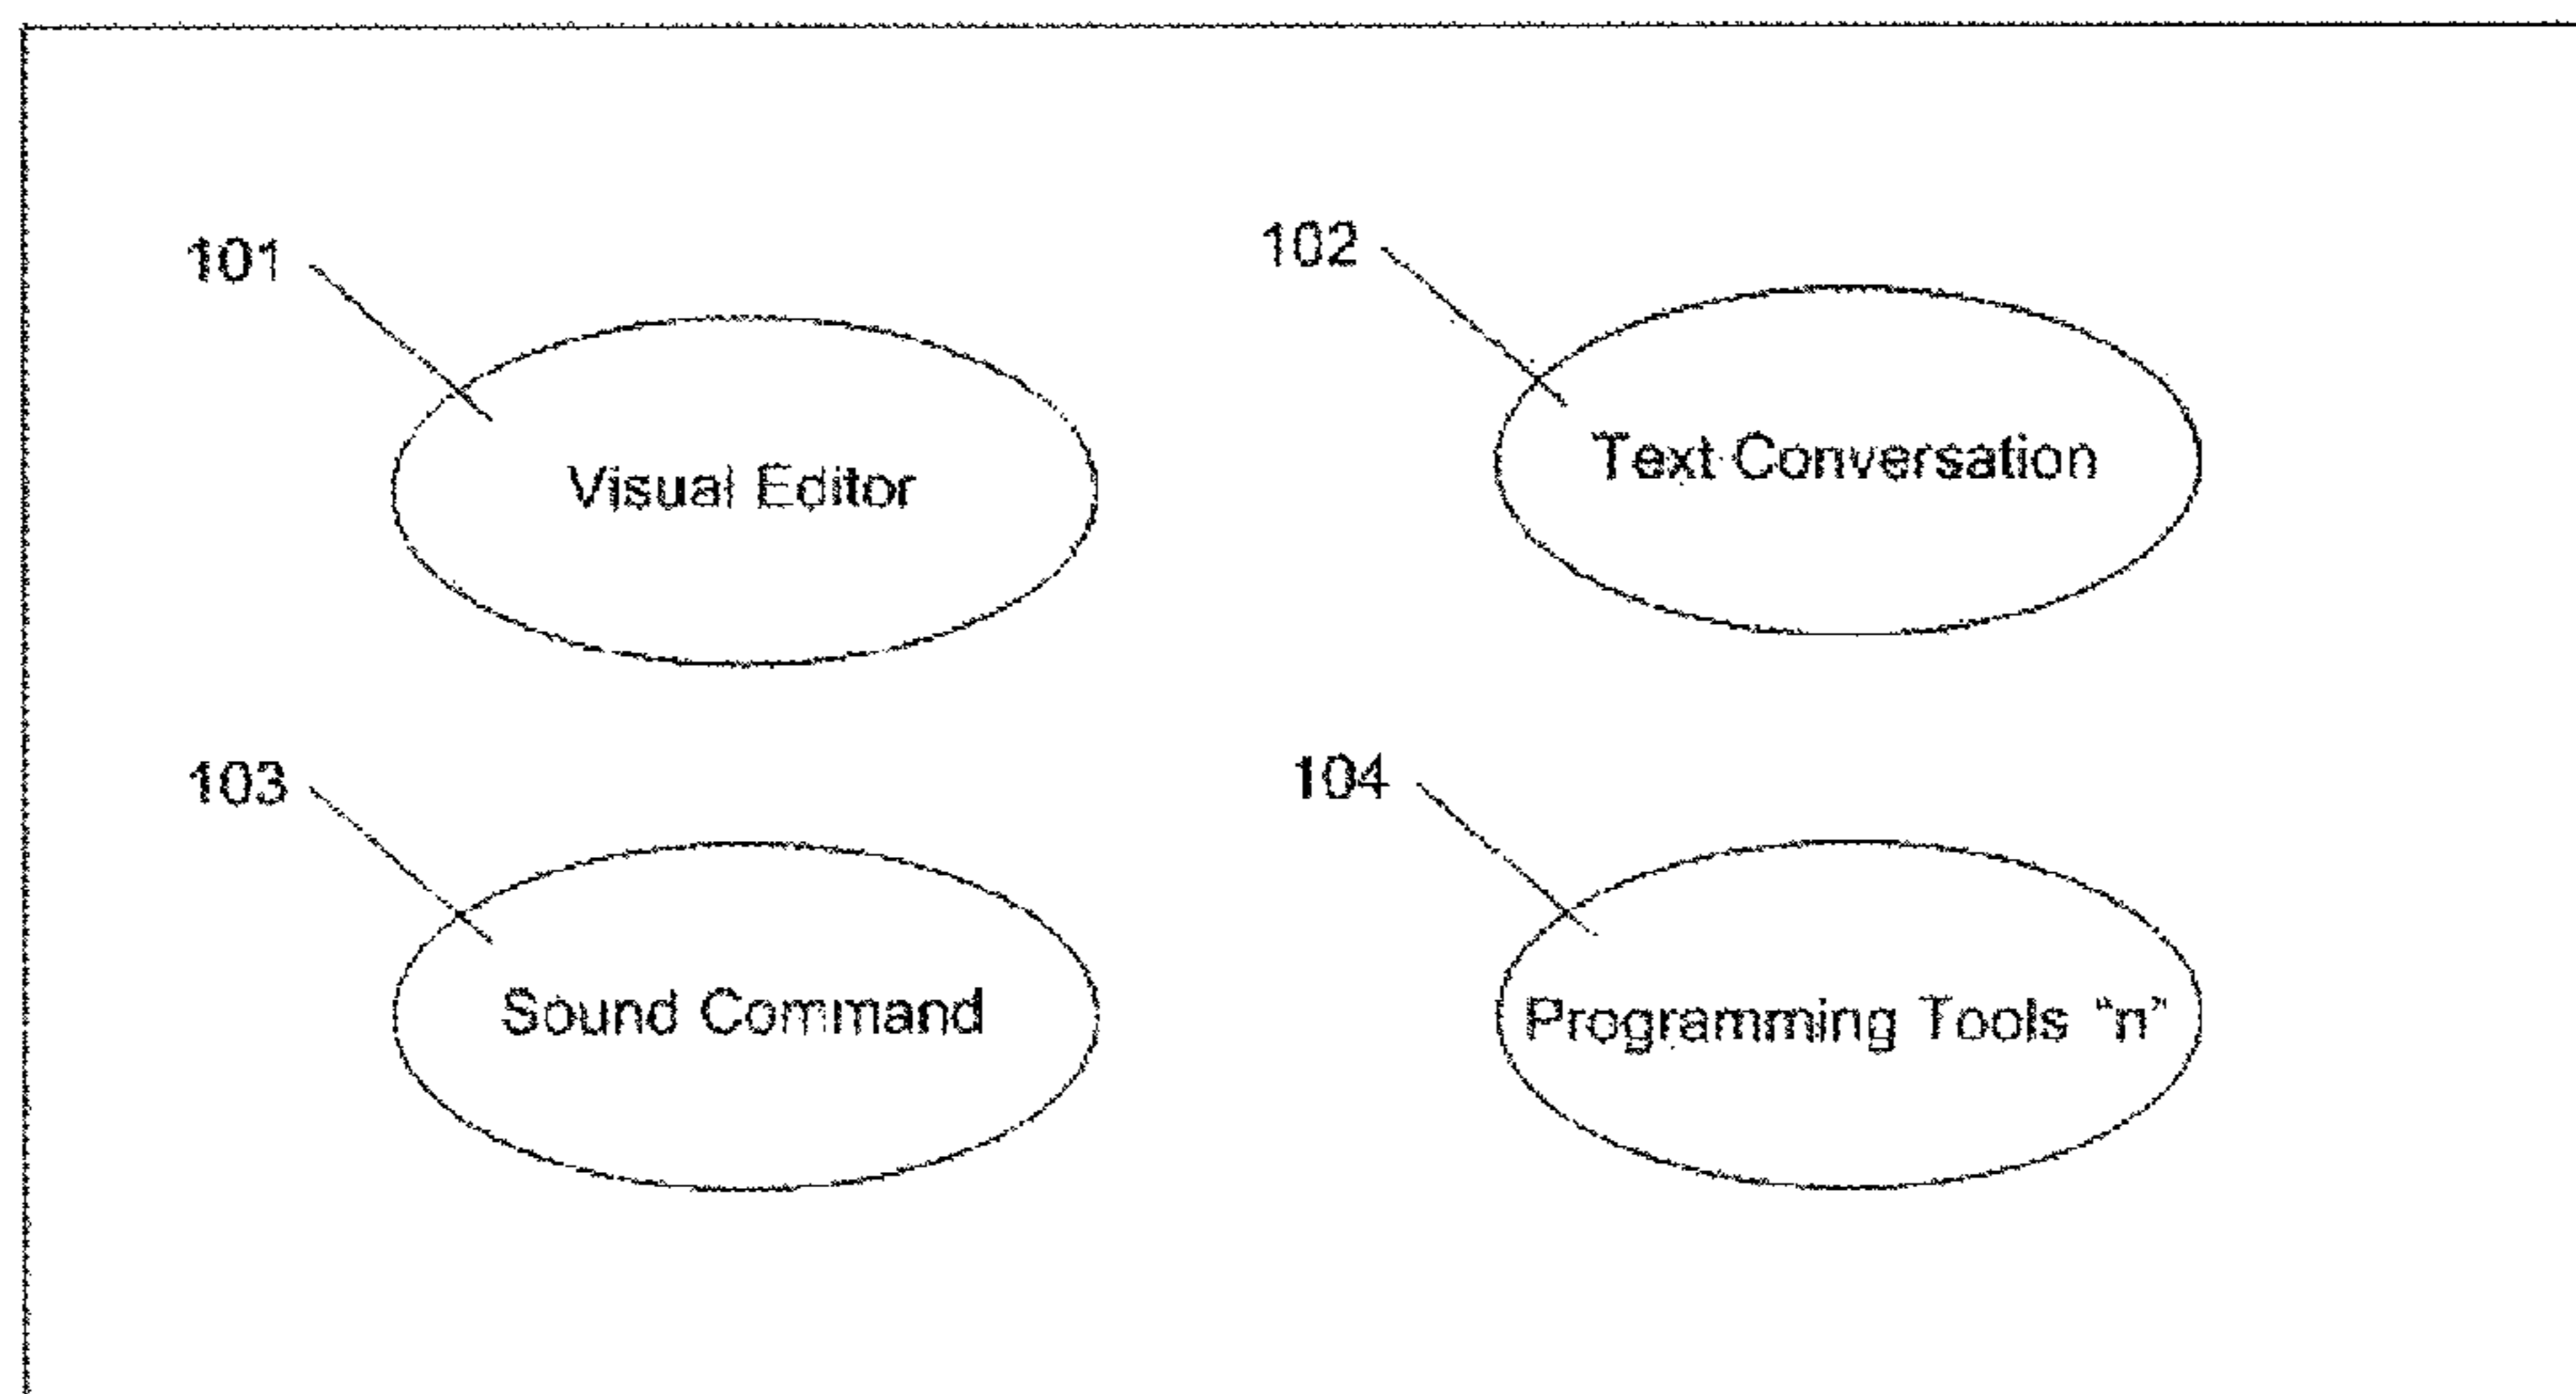 101
102
Visual Editor
Text Conversation
103
104
Sound Command
Programming Tools “n”